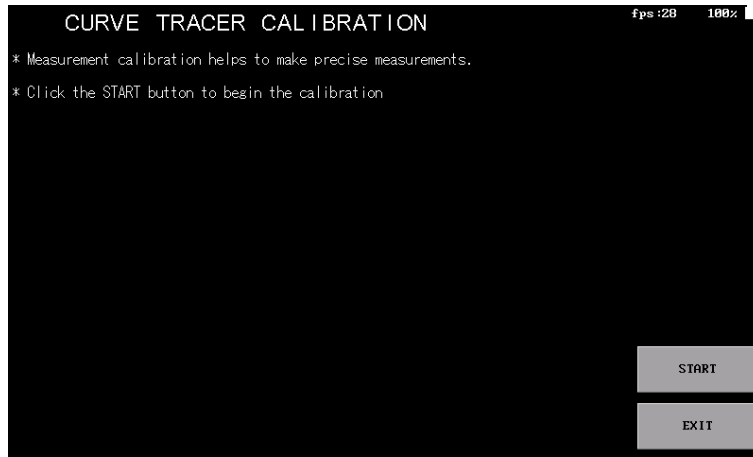 CURVE TRACER CALIBRATION
fps:28 100%
* Measurement calibration helps to make precise measurements.
* Click the START button to begin the calibration
START
EXIT